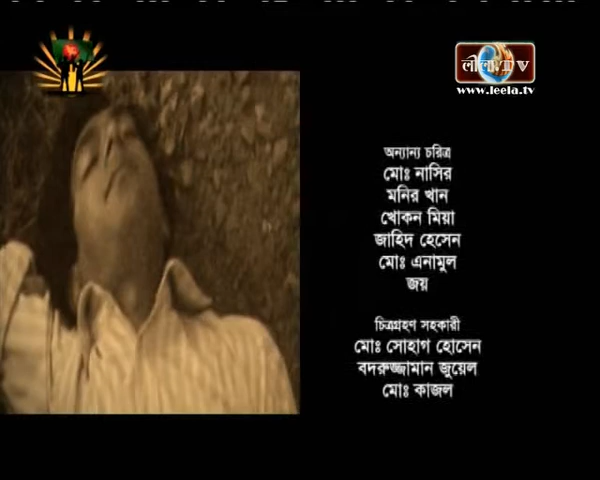 লীলা.TV
www.leela.tv
অন্যান্য চরিত্র
মোঃ নাসির
মনির খান
খোকন মিয়া
জাহিদ হেসেন
মোঃ এনামুল
জয়
চিত্রগ্রহণ সহকারী
মোঃ সোহাগ হোসেন
বদরুজ্জামান জুয়েল
মোঃ কাজল